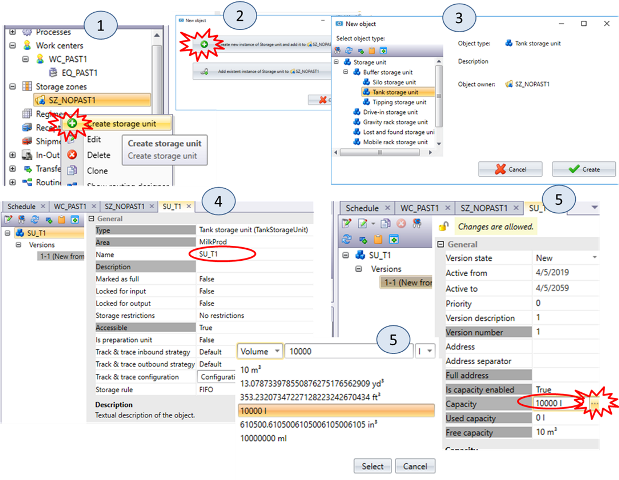 1
Processes
Work centers
WC_PAST1
EQ_PAST1
Storage zones
SZ_NOPAST1
Create storage unit
Edit
Delete
Clone
Create storage unit
Create storage unit
Shipme
In-Out
Transfe
Routing
2
New object
Create new instance of Storage unit and add it to SZ_NOPAST1
Add existent instance of Storage unit to SZ_NOPAST1
3
New object
Select object type:
Storage unit
Buffer storage unit
Silo storage unit
Tank storage unit
Tipping storage unit
Drive-in storage unit
Gravity rack storage unit
Lost and found storage unit
Mobile rack storage unit
Object type:
Tank storage unit
Description
Object owner:
SZ_NOPAST1
Cancel
Create
4
Schedule
WC_PAST1
SZ_NOPAST1
SU_T1
SU_T1
Versions
1-1 (New from
General
Type
Tank storage unit (TankStorageUnit)
Area
MilkProd
Name
SU_T1
Description
Marked as full
False
Locked for input
False
Locked for output
False
Storage restrictions
No restrictions
Accessible
True
Is preparation unit
False
Track & trace inbound strategy
Default
Track & trace outbound strategy
Default
Track & trace configuration
Configuratio
Storage rule
FIFO
Description
Textual description of the object.
5
Volume
10000
l
10 m³
353.232073472271282232426704 34 ft³
10000 l
10000000 ml
Select
Cancel
5
Schedule
WC_PAST1
SZ_NOPAST1
SU_T1
Versions
1-1 (New from
Changes are allowed.
General
Version state
New
Active from
4/5/2019
Active to
4/5/2059
Priority
0
Version description
1
Version number
1
Address
Address separator
Full address
Is capacity enabled
True
Capacity
10000 l
...
Used capacity
0 l
Free capacity
10 m³